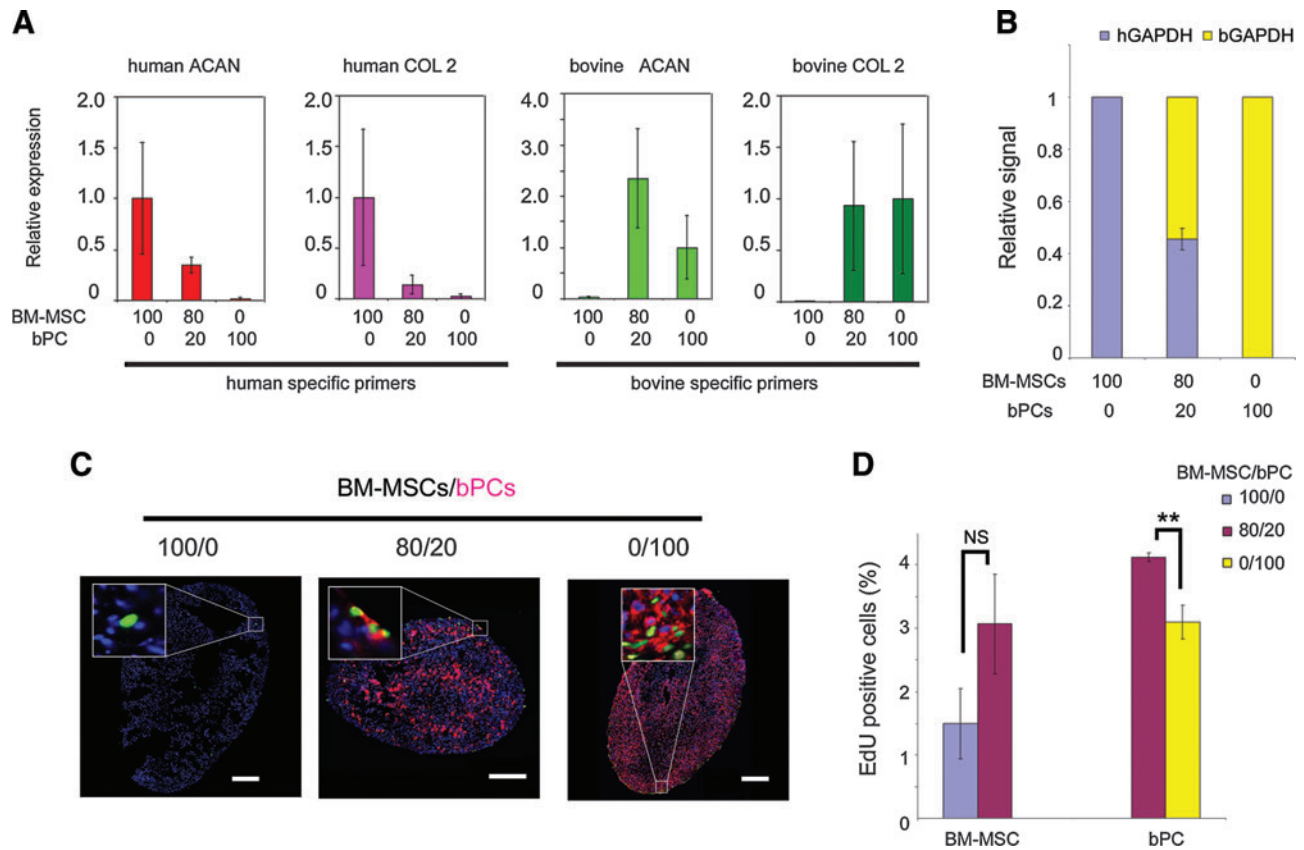 A
human ACAN
human COL 2
bovine ACAN
bovine COL 2
Relative expression
2.0
1.5
1.0
0.5
0
2.0
1.5
1.0
0.5
0
4.0
3.0
2.0
1.0
0
2.0
1.5
1.0
0.5
0
BM-MSC 100 80 0 100 80 0 100 80 0 100 80 0
bPC 0 20 100 0 20 100 0 20 100 0 20 100
human specific primers
bovine specific primers
B
hGAPDH bGAPDH
Relative signal
1
0.8
0.6
0.4
0.2
0
BM-MSCs 100 80 0
bPCs 0 20 100
C
BM-MSCs/bPCs
100/0 80/20 0/100
D
BM-MSC/bPC
100/0
80/20
0/100
NS
**
EdU positive cells (%)
4
3
2
1
0
BM-MSC bPC